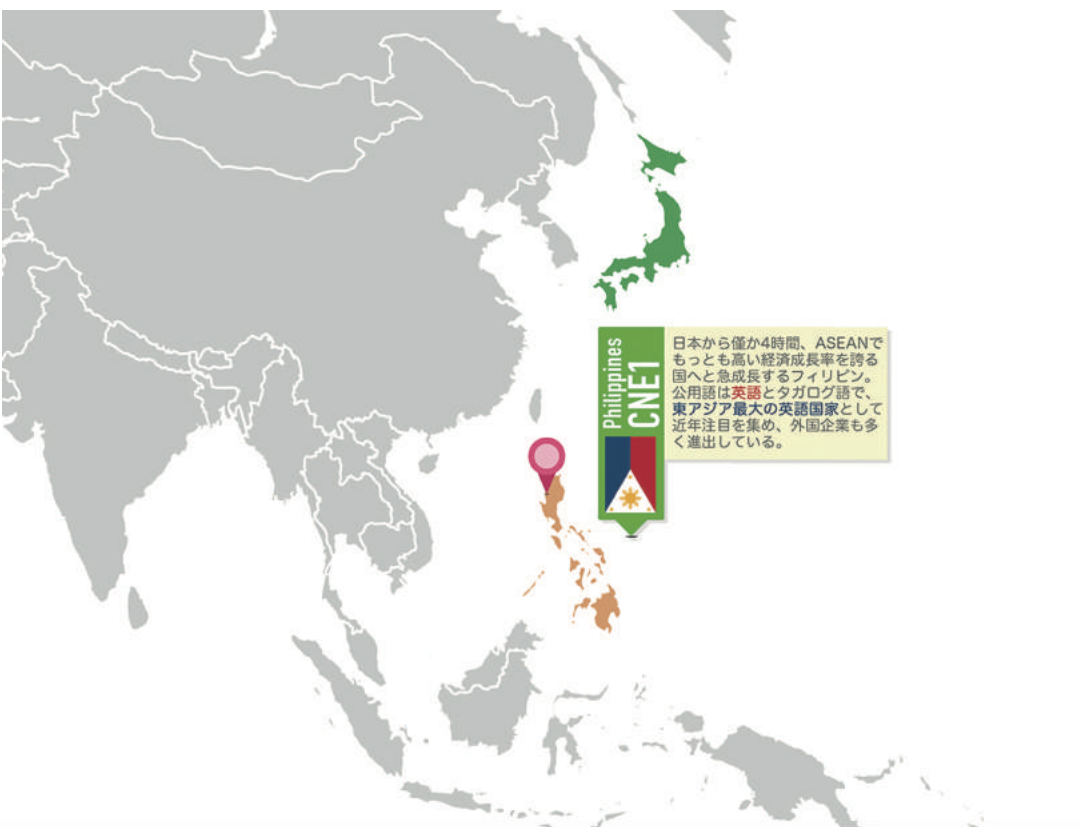 Philippines
CNE1
日本から僅か4時間、ASEANで
もっとも高い経済成長率を誇る
国へと急成長するフィリピン。
公用語は英語とタガログ語で、
東アジア最大の英語国家として
近年注目を集め、外国企業も多
く進出している。